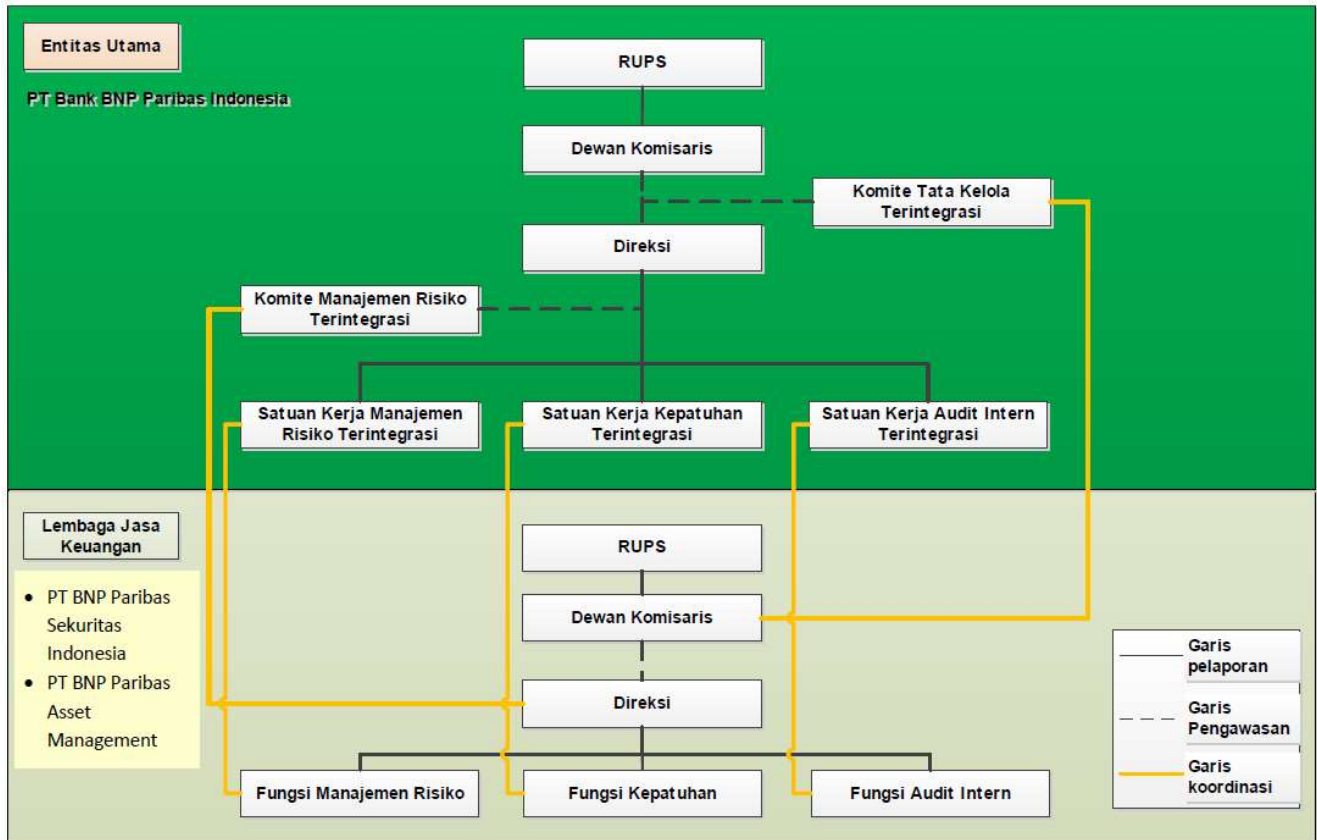 Entitas Utama
PT Bank BNP Paribas Indonesia
RUPS
Dewan Komisaris
Komite Tata Kelola
Terintegrasi
Direksi
Komite Manajemen Risiko
Terintegrasi
Satuan Kerja Manajemen
Risiko Terintegrasi
Satuan Kerja Kepatuhan
Terintegrasi
Satuan Kerja Audit Intern
Terintegrasi
Lembaga Jasa
Keuangan
• PT BNP Paribas
Sekuritas
Indonesia
• PT BNP Paribas
Asset
Management
RUPS
Dewan Komisaris
Direksi
Fungsi Manajemen Risiko
Fungsi Kepatuhan
Fungsi Audit Intern
Garis
pelaporan
Garis
Pengawasan
Garis
koordinasi